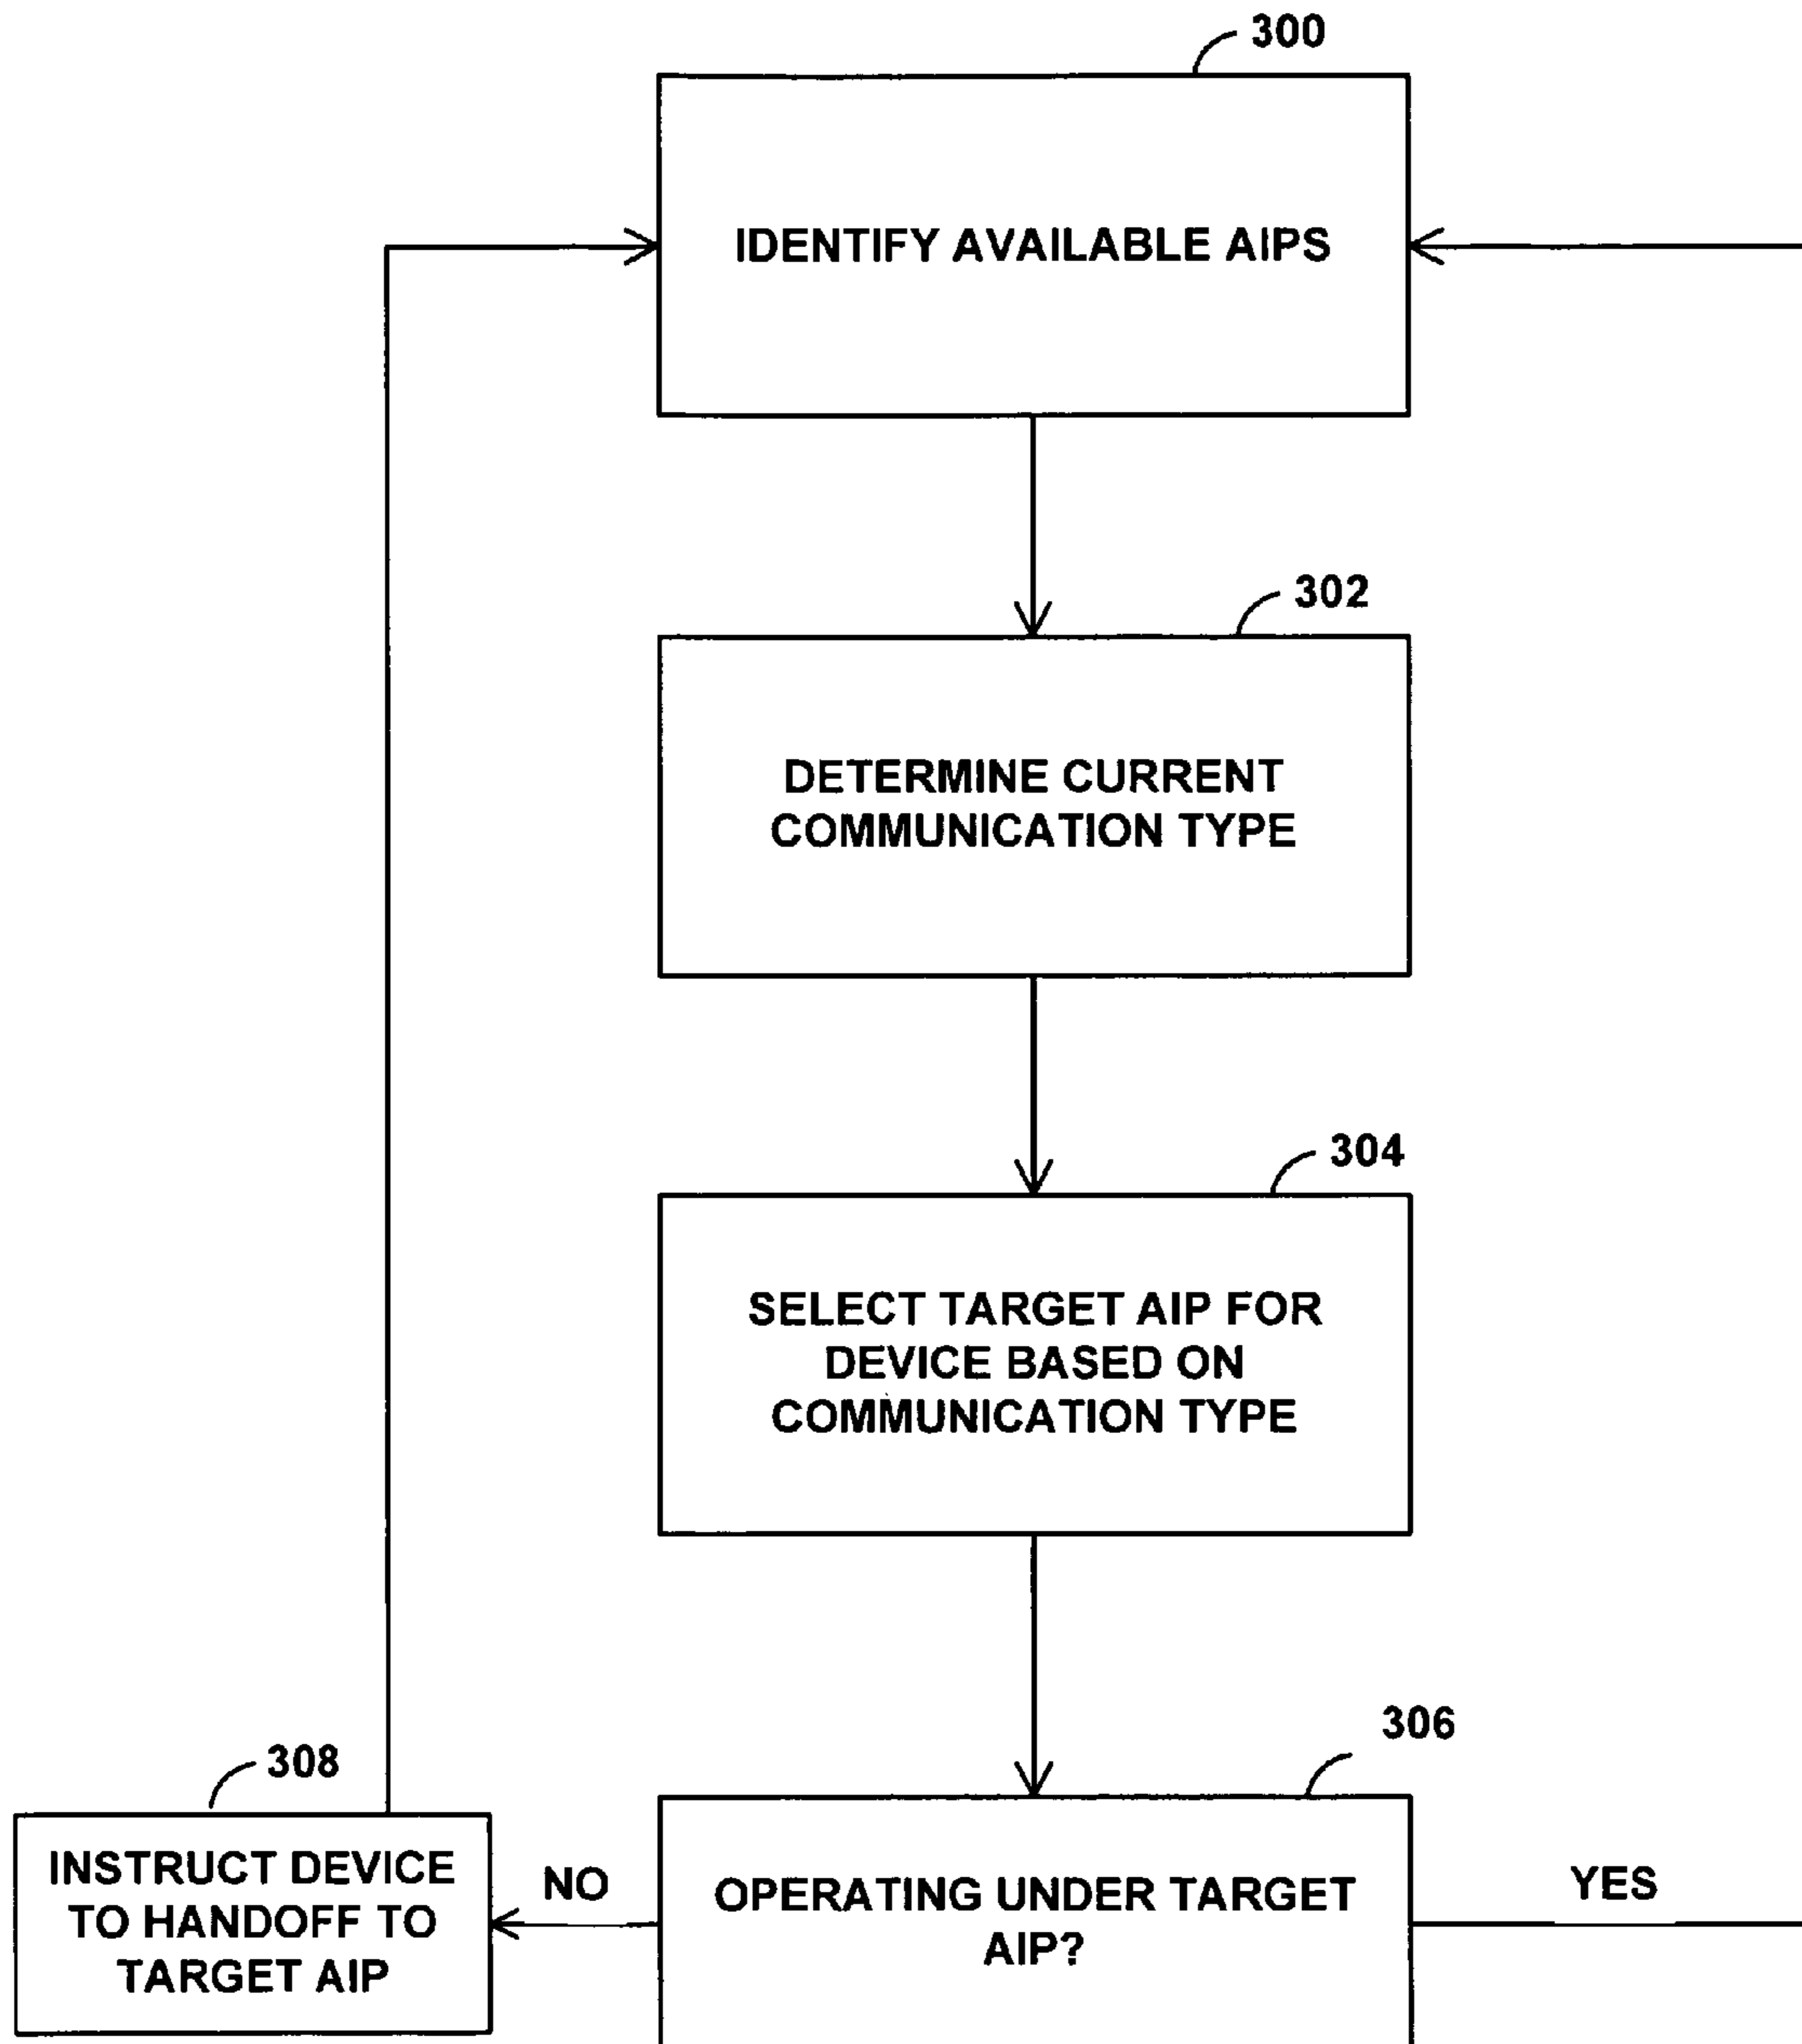 300
IDENTIFY AVAILABLE AIPS
302
DETERMINE CURRENT
COMMUNICATION TYPE
304
SELECT TARGET AIP FOR
DEVICE BASED ON
COMMUNICATION TYPE
306
308
INSTRUCT DEVICE
TO HANDOFF TO
TARGET AIP
NO
OPERATING UNDER TARGET
AIP?
YES